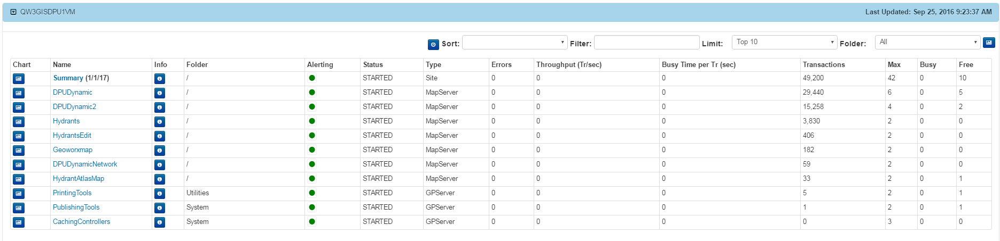 QW3GISDPU1VM Last Updated: Sep 25, 2016 9:23:37 AM
Sort: Filter: Limit: Top 10 Folder: All
Chart Name Info Folder Alerting Status Type Errors Throughput (Tr/sec) Busy Time per Tr (sec) Transactions Max Busy Free
Summary (1/1/17) / STARTED Site 0 0 0 49,200 42 0 10
DPUDynamic / STARTED MapServer 0 0 0 29,440 6 0 5
DPUDynamic2 / STARTED MapServer 0 0 0 15,258 4 0 2
Hydrants / STARTED MapServer 0 0 0 3,830 2 0 0
HydrantsEdit / STARTED MapServer 0 0 0 406 2 0 0
Geoworxmap / STARTED MapServer 0 0 0 182 2 0 0
DPUDynamicNetwork / STARTED MapServer 0 0 0 59 2 0 0
HydrantAtlasMap / STARTED MapServer 0 0 0 33 2 0 1
PrintingTools Utilities STARTED GPServer 0 0 0 5 2 0 1
PublishingTools System STARTED GPServer 0 0 0 1 2 0 1
CachingControllers System STARTED GPServer 0 0 0 0 3 0 0